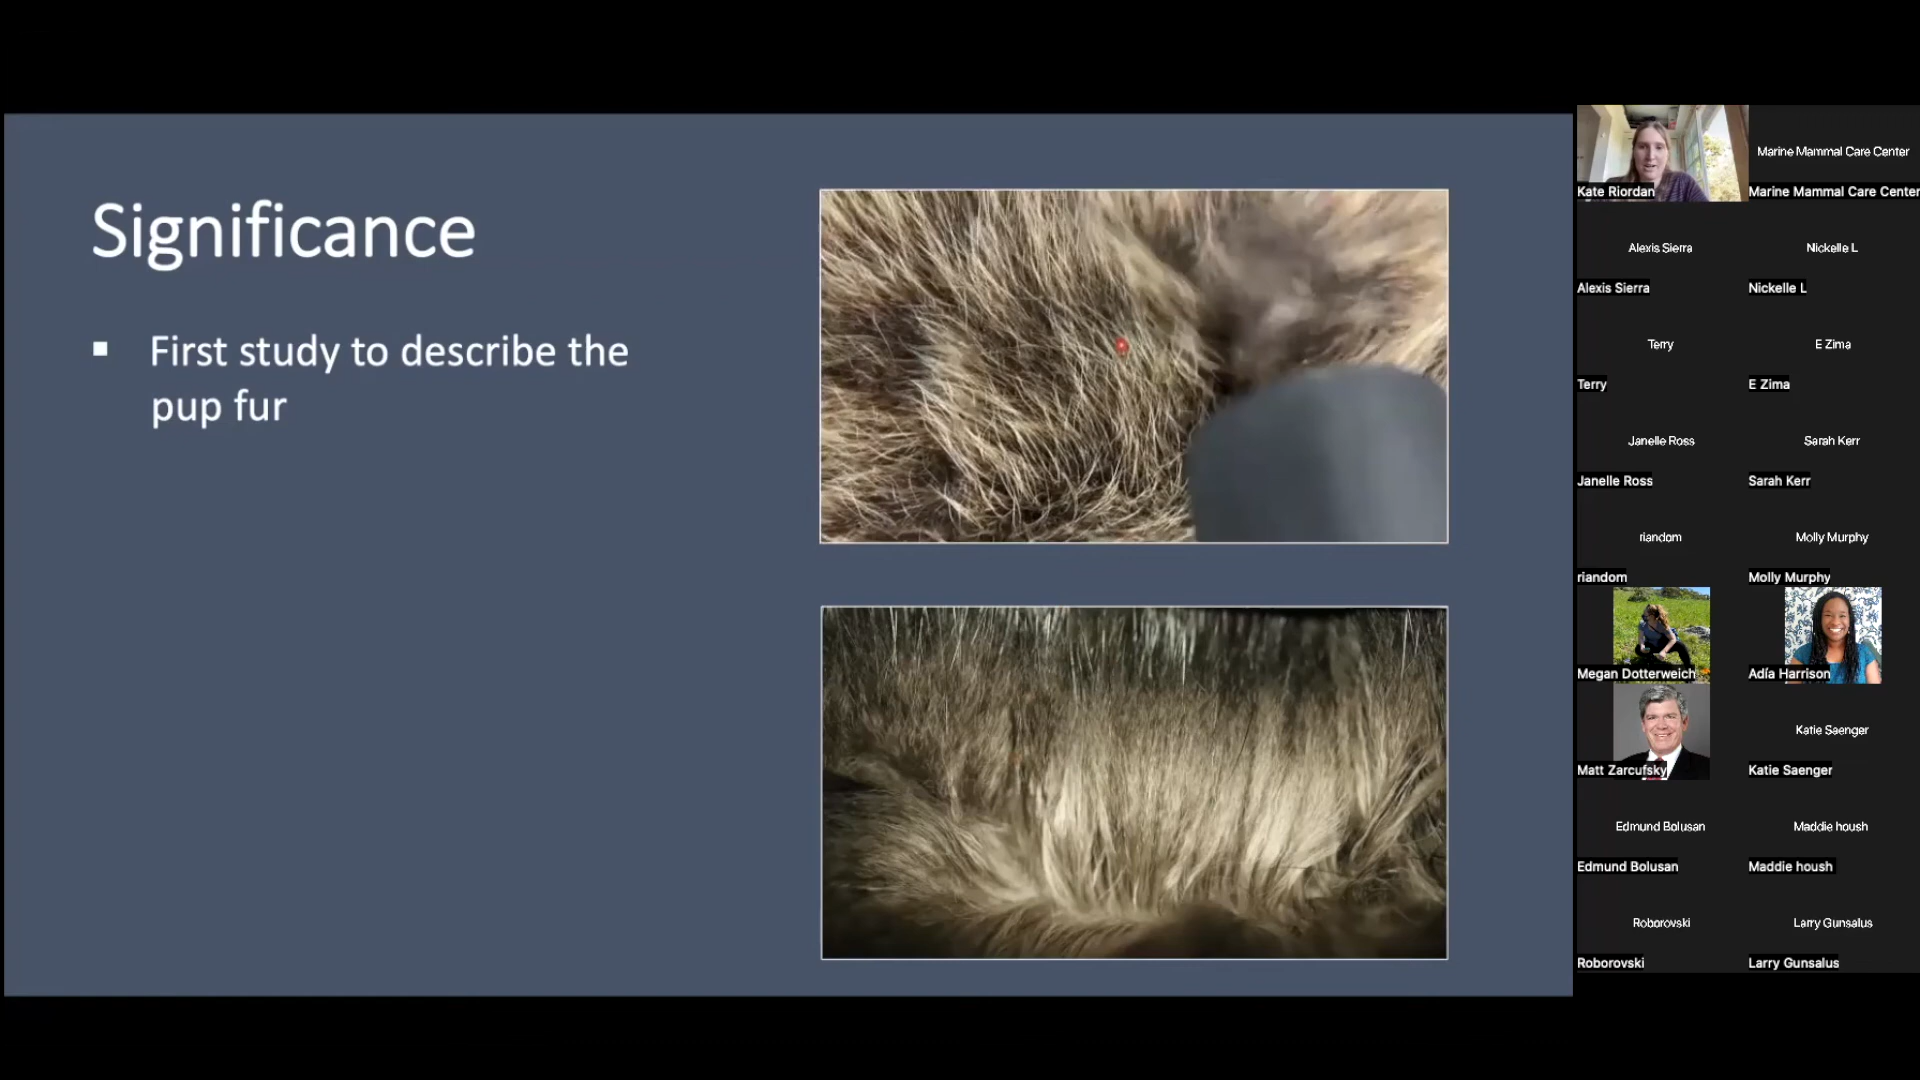 Significance
▪ First study to describe the
pup fur
Kate Riordan
Marine Mammal Care Center
Marine Mammal Care Center
Alexis Sierra
Alexis Sierra
Nickelle L
Nickelle L
Terry
Terry
E Zima
E Zima
Janelle Ross
Janelle Ross
Sarah Kerr
Sarah Kerr
riandom
riandom
Molly Murphy
Molly Murphy
Megan Dotterweich
Adía Harrison
Matt Zarcufsky
Katie Saenger
Katie Saenger
Edmund Bolusan
Edmund Bolusan
Maddie housh
Maddie housh
Roborovski
Roborovski
Larry Gunsalus
Larry Gunsalus